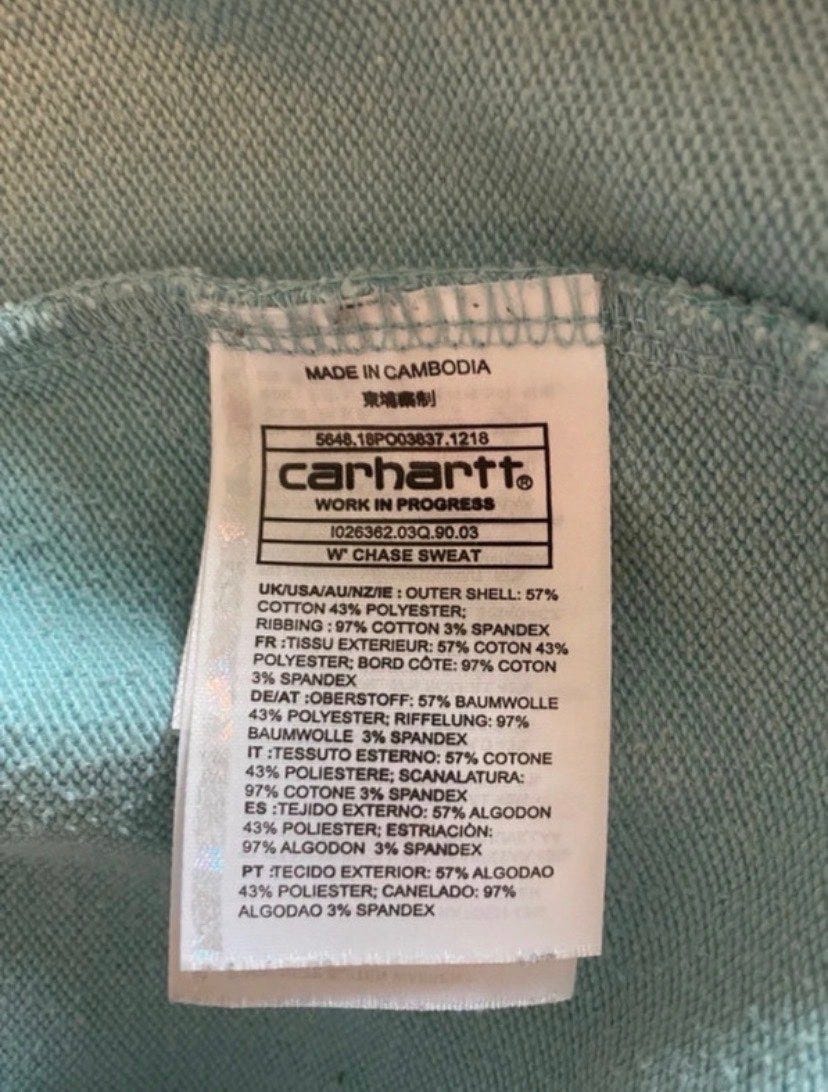 MADE IN CAMBODIA
東埔寨制
5648.18PO03837.1218
carhartt®
WORK IN PROGRESS
I026362.03Q.90.03
W' CHASE SWEAT
UK/USA/AU/NZ/IE : OUTER SHELL: 57%
COTTON 43% POLYESTER;
RIBBING : 97% COTTON 3% SPANDEX
FR :TISSU EXTERIEUR: 57% COTON 43%
POLYESTER; BORD CÔTE: 97% COTON
3% SPANDEX
DE/AT :OBERSTOFF: 57% BAUMWOLLE
43% POLYESTER; RIFFELUNG: 97%
BAUMWOLLE 3% SPANDEX
IT :TESSUTO ESTERNO: 57% COTONE
43% POLIESTERE; SCANALATURA:
97% COTONE 3% SPANDEX
ES :TEJIDO EXTERNO: 57% ALGODON
43% POLIESTER; ESTRIACIÓN:
97% ALGODON 3% SPANDEX
PT :TECIDO EXTERIOR: 57% ALGODAO
43% POLIESTER; CANELADO: 97%
ALGODAO 3% SPANDEX